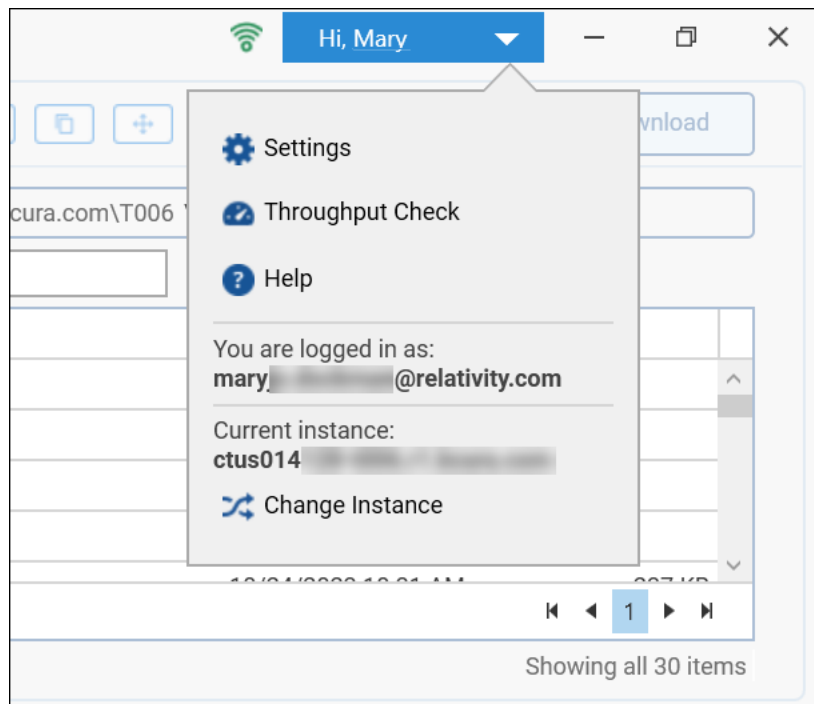 Hi, Mary
wnload
cura.com\T006
Settings
Throughput Check
Help
You are logged in as:
mary @relativity.com
Current instance:
ctus014
Change Instance
1
Showing all 30 items